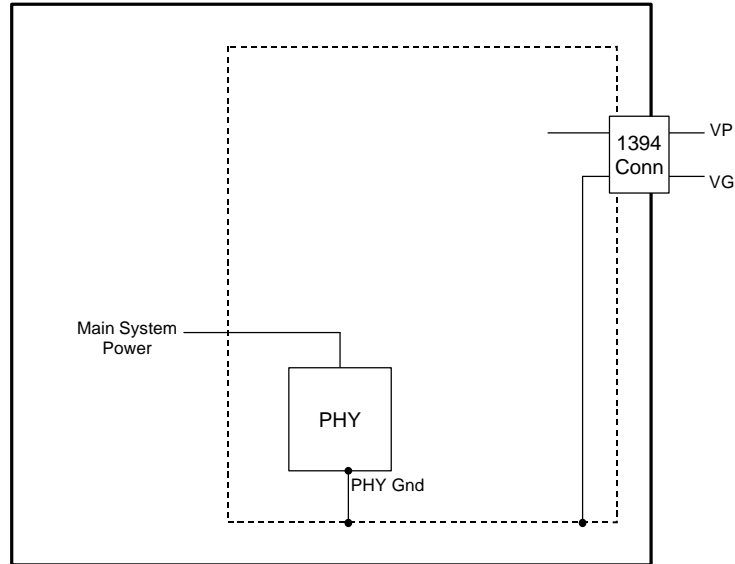 1394
Conn
VP
VG
Main System
Power
PHY
PHY Gnd